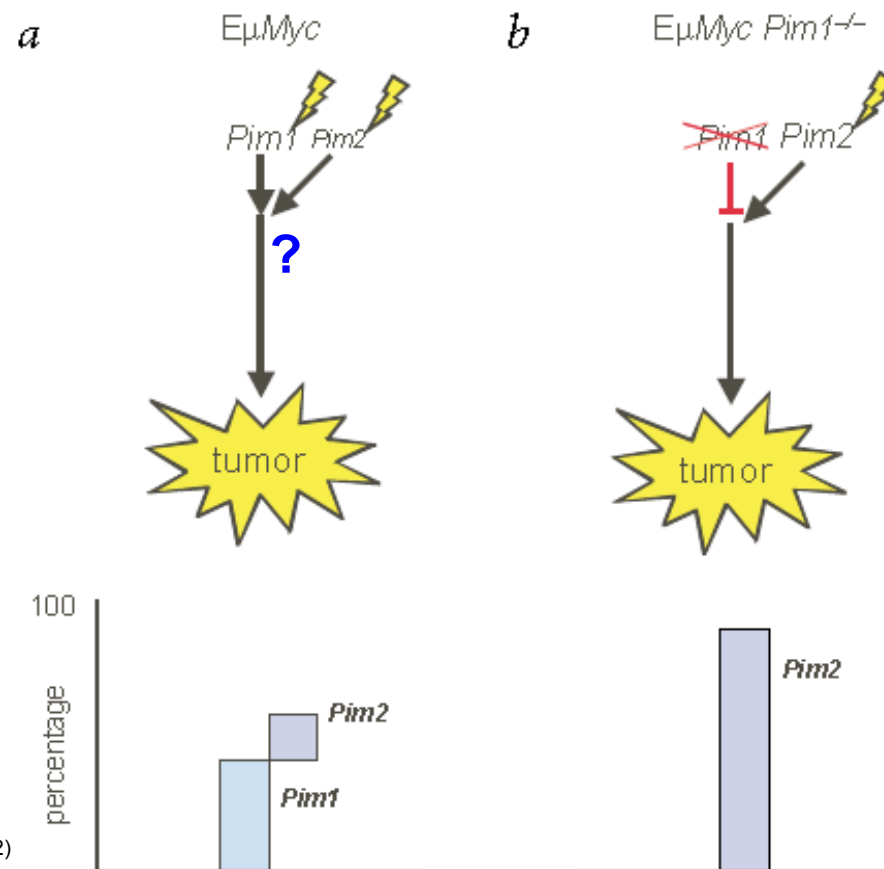 a
EμMyc
b
EμMyc Pim1⁻/⁻
Pim1 Pim2
Pim1 Pim2
?
tumor
tumor
100
percentage
Pim2
Pim1
Pim2
2)